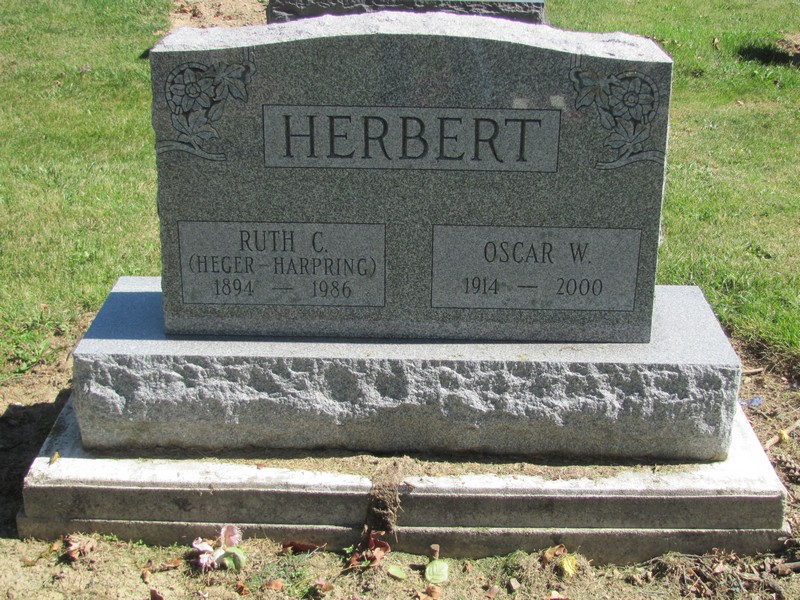 HERBERT
RUTH C.
(HEGER-HARPRING)
1894 — 1986
OSCAR W.
1914 — 2000